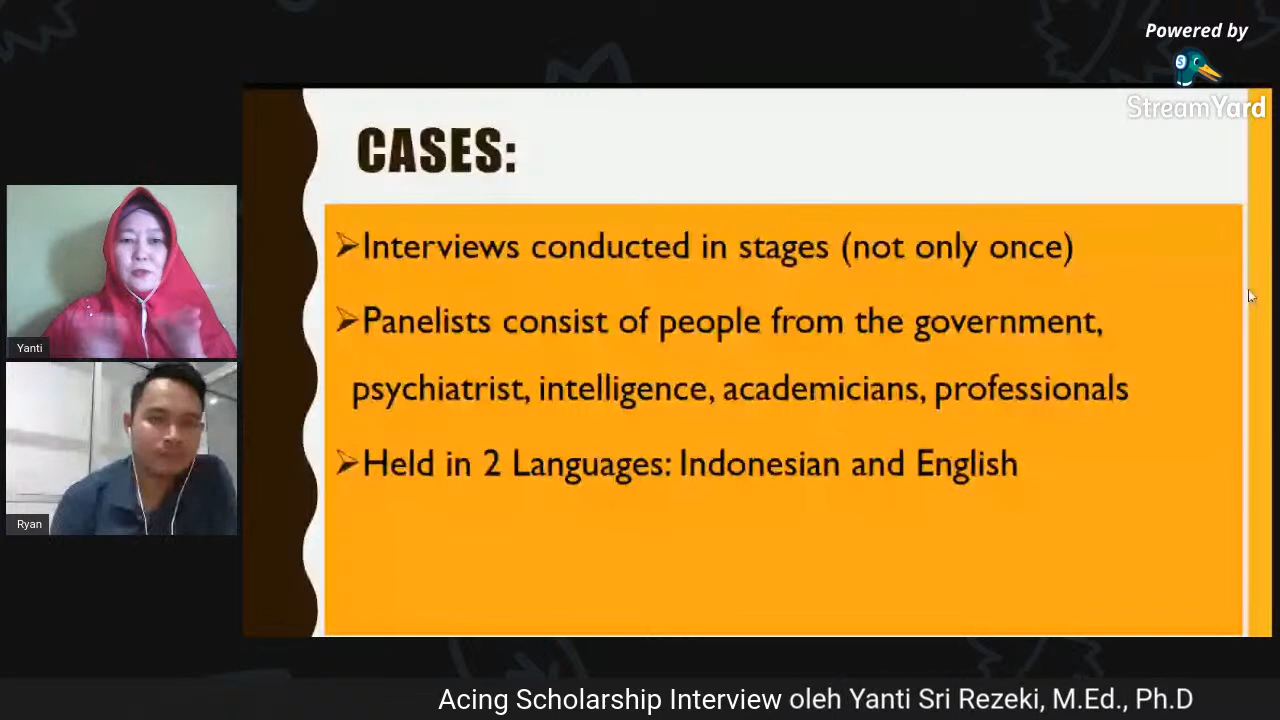 Powered by
StreamYard
CASES:
Interviews conducted in stages (not only once)
Panelists consist of people from the government,
psychiatrist, intelligence, academicians, professionals
Held in 2 Languages: Indonesian and English
Yanti
Ryan
Acing Scholarship Interview oleh Yanti Sri Rezeki, M.Ed., Ph.D